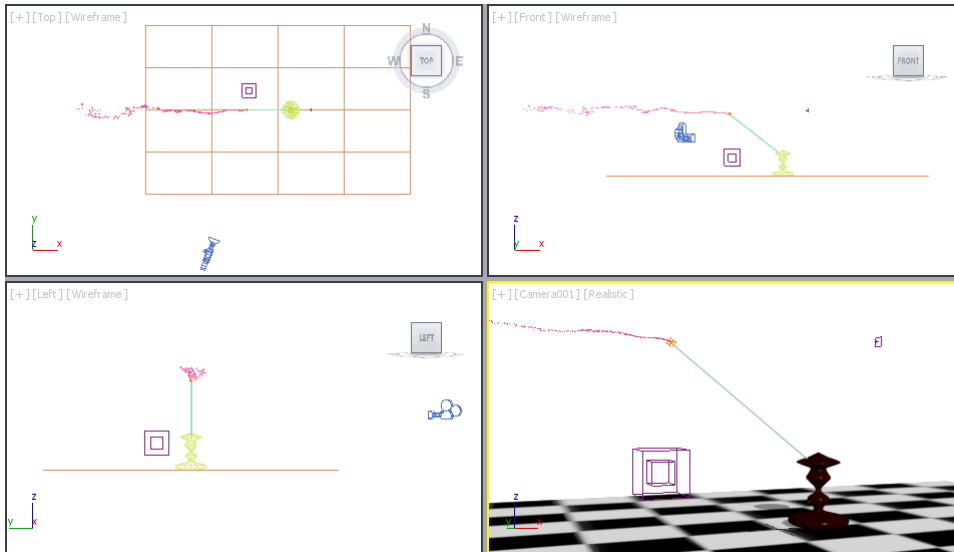 [+] [Top] [Wireframe]
N
W TOP E
S
y
z x
[+] [Front] [Wireframe]
FRONT
z
y x
[+] [Left] [Wireframe]
LEFT
z
y x
[+] [Camera001] [Realistic]
z
y x